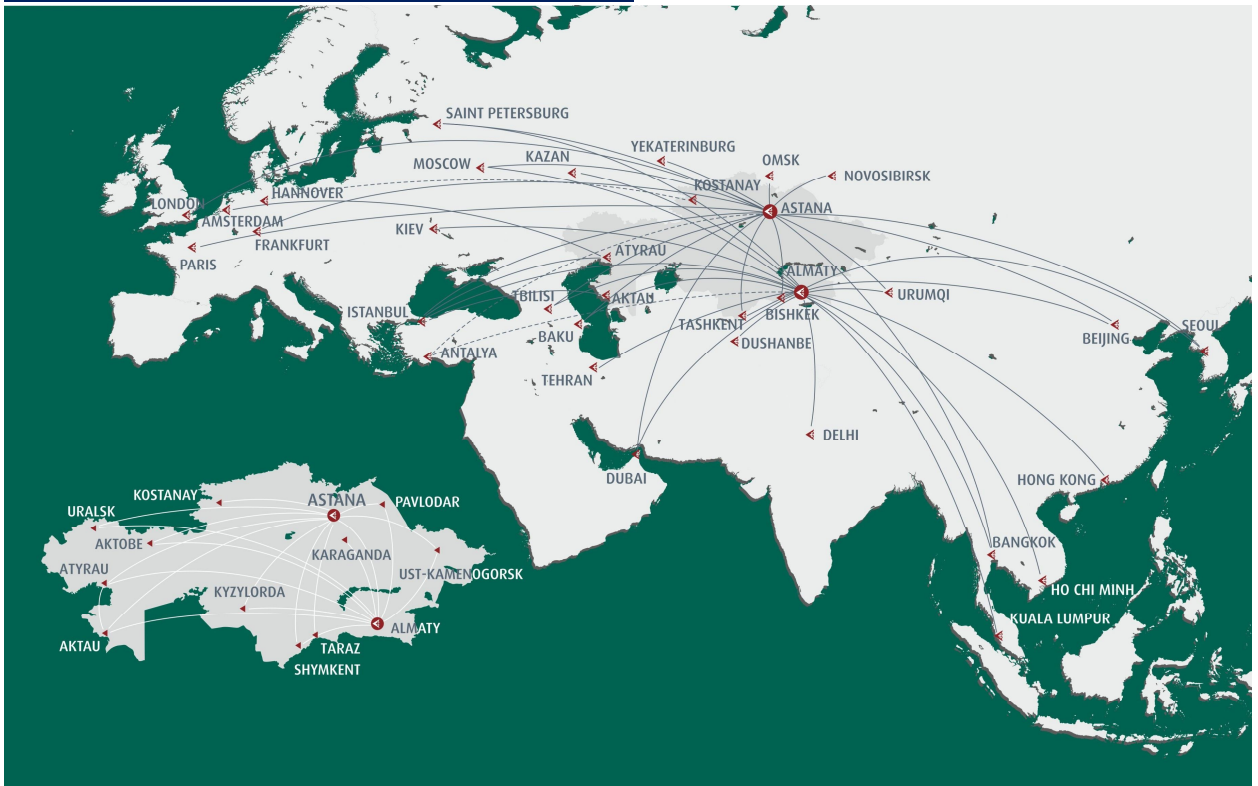 SAINT PETERSBURG
YEKATERINBURG
MOSCOW
KAZAN
OMSK
NOVOSIBIRSK
HANNOVER
KOSTANAY
LONDON
AMSTERDAM
ASTANA
KIEV
FRANKFURT
PARIS
ATYRAU
ALMATY
ISTANBUL
TBILISI
AKTAU
URUMQI
TASHKENT
BISHKEK
BAKU
DUSHANBE
BEIJING
SEOUL
ANTALYA
TEHRAN
DELHI
DUBAI
HONG KONG
BANGKOK
HO CHI MINH
KUALA LUMPUR
KOSTANAY
ASTANA
PAVLODAR
URALSK
AKTOBE
KARAGANDA
ATYRAU
UST-KAMENOGORSK
KYZYLORDA
ALMATY
AKTAU
TARAZ
SHYMKENT